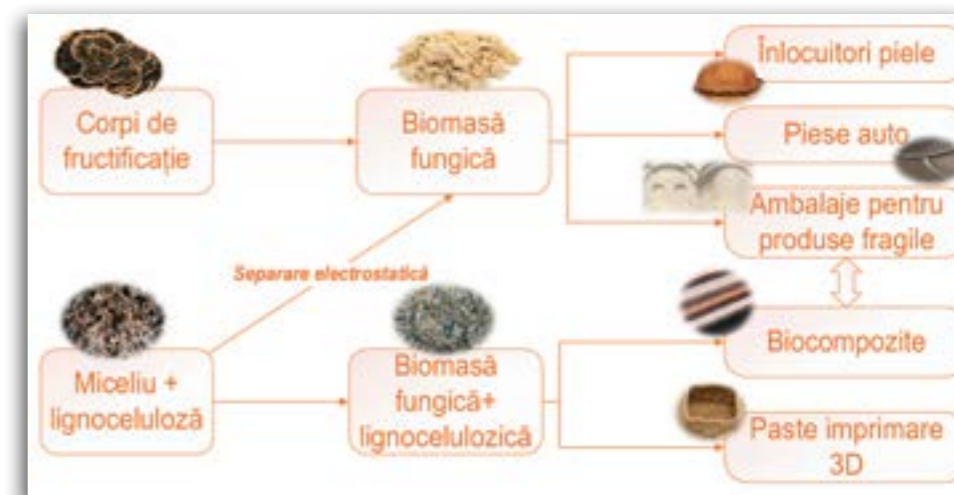 Corpi de
fructificație
Biomasă
fungică
Înlocuitori piele
Piese auto
Ambalaje pentru
produse fragile
Separare electrostatică
Miceliu +
lignoceluloză
Biomasă
fungică+
lignocelulozică
Biocompozite
Paste imprimare
3D